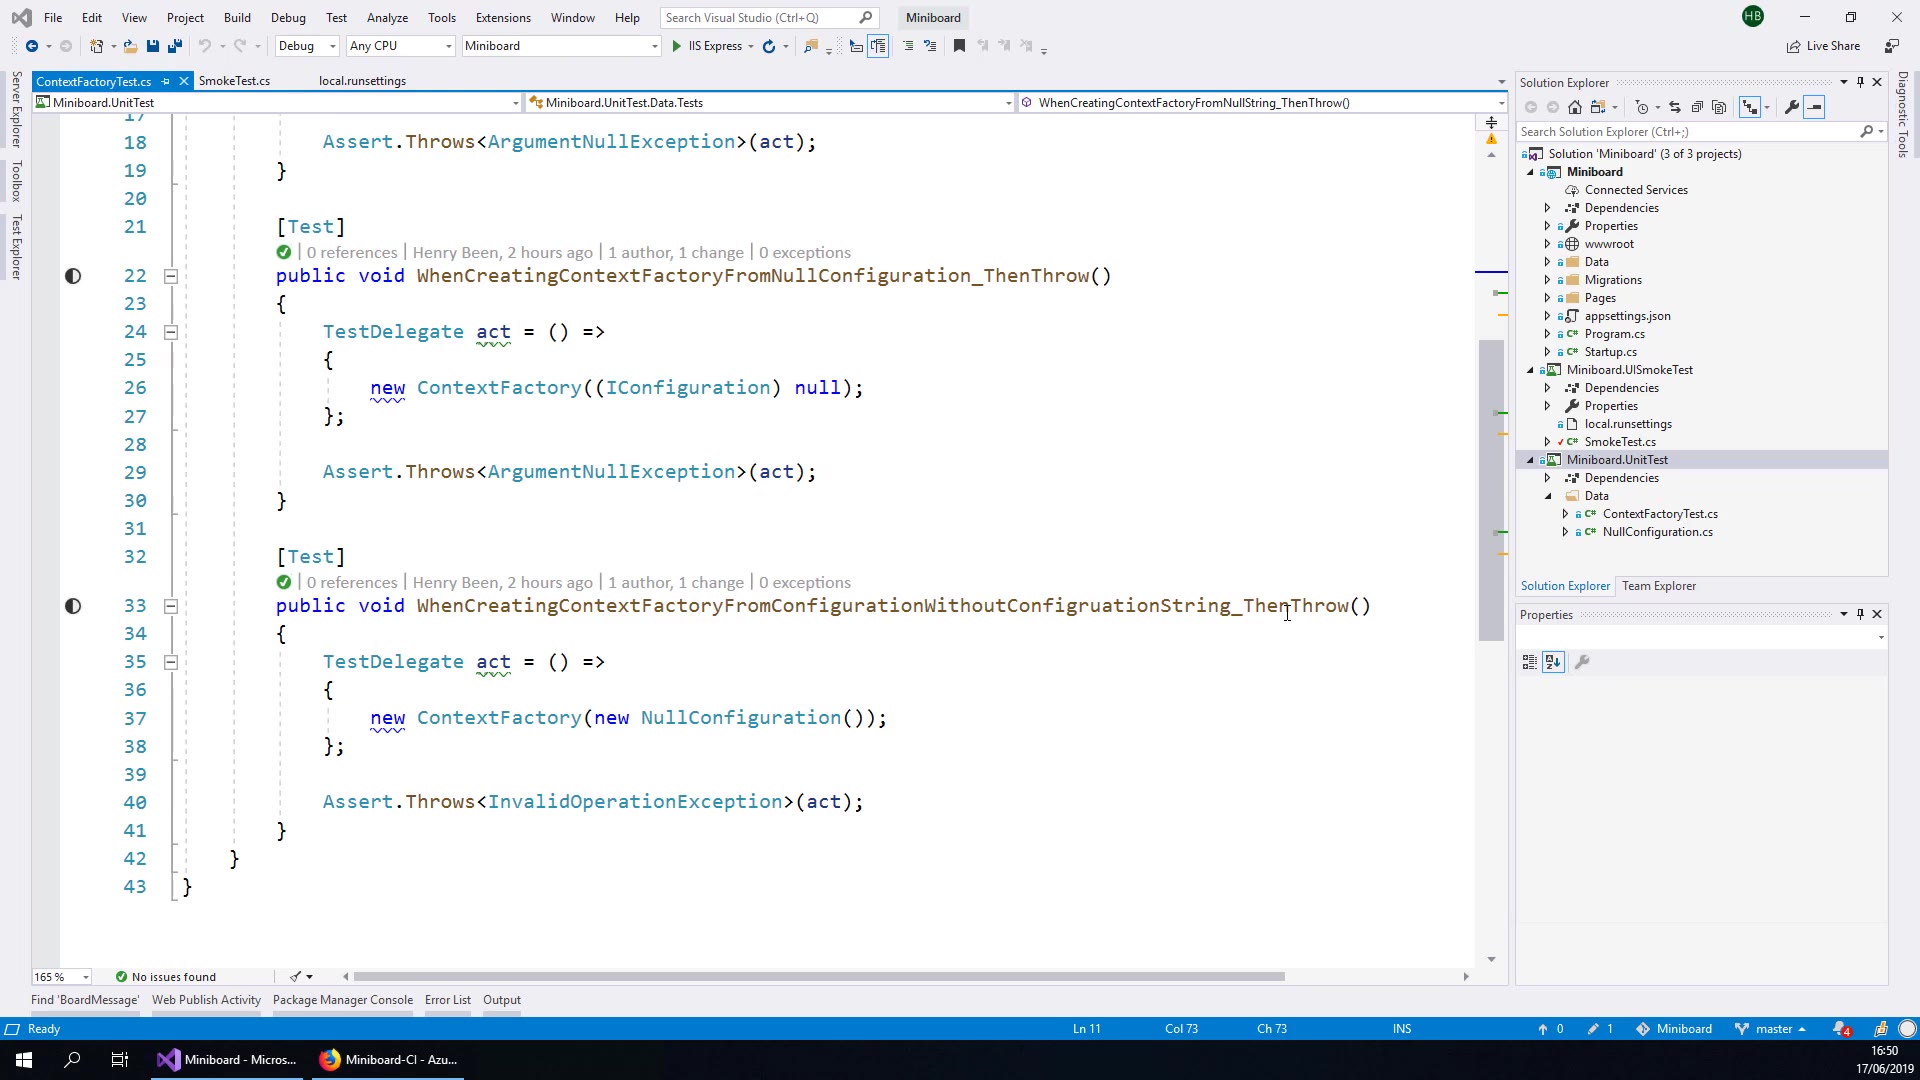 File Edit View Project Build Debug Test Analyze Tools Extensions Window Help Search Visual Studio (Ctrl+Q) Miniboard HB
Debug Any CPU Miniboard IIS Express Live Share
ContextFactoryTest.cs SmokeTest.cs local.runsettings
Miniboard.UnitTest Miniboard.UnitTest.Data.Tests WhenCreatingContextFactoryFromNullString_ThenThrow()
Server Explorer
Toolbox
Test Explorer
17
18 Assert.Throws<ArgumentNullException>(act);
19 }
20
21 [Test]
0 references | Henry Been, 2 hours ago | 1 author, 1 change | 0 exceptions
22 public void WhenCreatingContextFactoryFromNullConfiguration_ThenThrow()
23 {
24 TestDelegate act = () =>
25 {
26 new ContextFactory((IConfiguration) null);
27 };
28
29 Assert.Throws<ArgumentNullException>(act);
30 }
31
32 [Test]
0 references | Henry Been, 2 hours ago | 1 author, 1 change | 0 exceptions
33 public void WhenCreatingContextFactoryFromConfigurationWithoutConfigruationString_ThenThrow()
34 {
35 TestDelegate act = () =>
36 {
37 new ContextFactory(new NullConfiguration());
38 };
39
40 Assert.Throws<InvalidOperationException>(act);
41 }
42 }
43 }
165 % No issues found
Solution Explorer
Search Solution Explorer (Ctrl+;)
Solution 'Miniboard' (3 of 3 projects)
Miniboard
Connected Services
Dependencies
Properties
wwwroot
Data
Migrations
Pages
appsettings.json
C# Program.cs
C# Startup.cs
Miniboard.UISmokeTest
Dependencies
Properties
local.runsettings
C# SmokeTest.cs
Miniboard.UnitTest
Dependencies
Data
C# ContextFactoryTest.cs
C# NullConfiguration.cs
Solution Explorer Team Explorer
Properties
Diagnostic Tools
Find 'BoardMessage' Web Publish Activity Package Manager Console Error List Output
Ready Ln 11 Col 73 Ch 73 INS 0 1 Miniboard master 4
Miniboard - Micros... Miniboard-CI - Azu...
16:50
17/06/2019